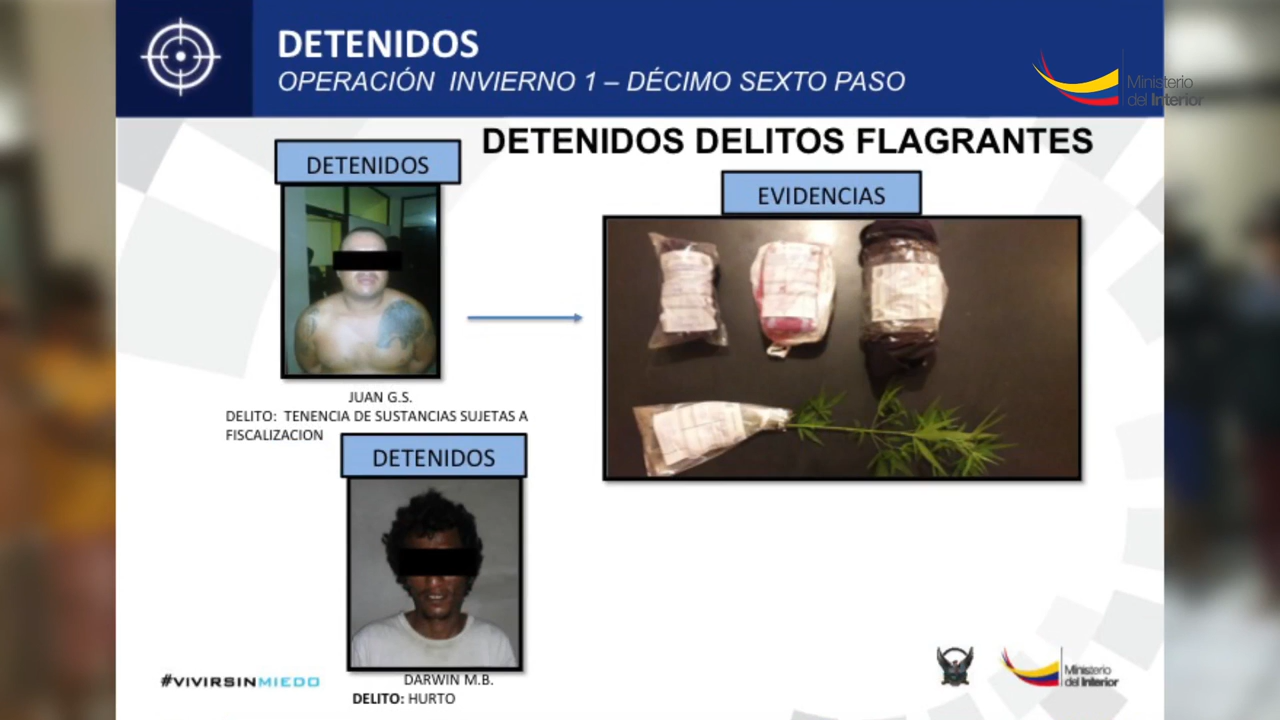 DETENIDOS
OPERACIÓN INVIERNO 1 – DÉCIMO SEXTO PASO
Ministerio
del Interior
DETENIDOS DELITOS FLAGRANTES
DETENIDOS
EVIDENCIAS
JUAN G.S.
DELITO: TENENCIA DE SUSTANCIAS SUJETAS A
FISCALIZACION
DETENIDOS
DARWIN M.B.
DELITO: HURTO
#VIVIRSINMIEDO
Ministerio
del Interior